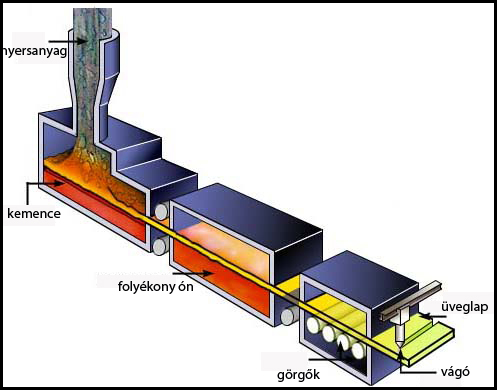 nyersanyag
kemence
folyékony ón
üveglap
görgők
vágó